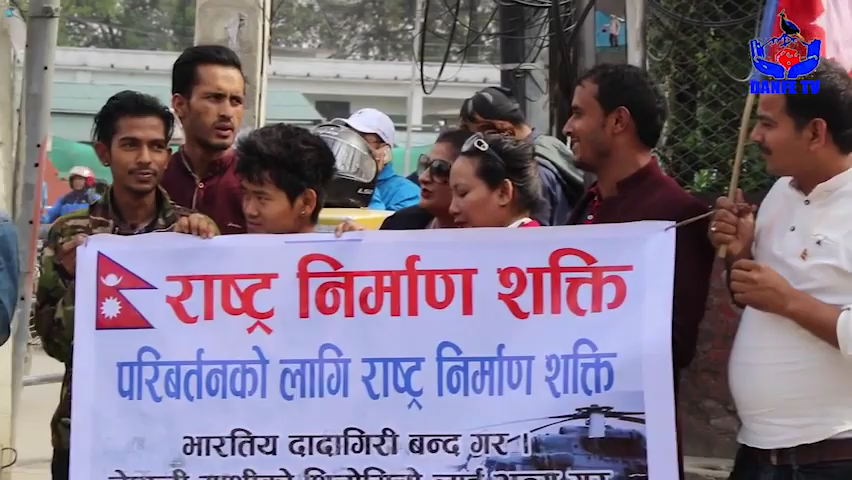 DANFE TV
राष्ट्र निर्माण शक्ति
परिबर्तनको लागि राष्ट्र निर्माण शक्ति
भारतिय दादागिरी बन्द गर ।